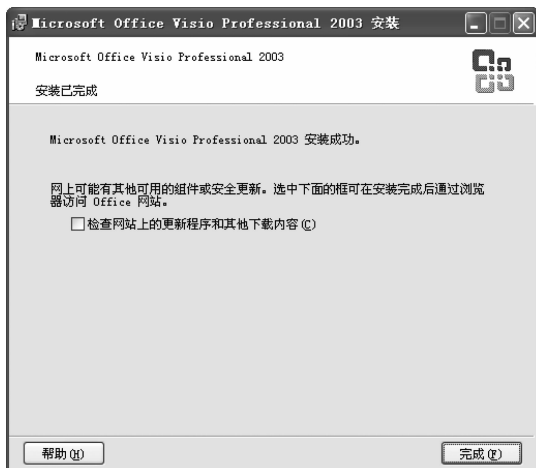 Microsoft Office Visio Professional 2003 安装
Microsoft Office Visio Professional 2003
安装已完成
Microsoft Office Visio Professional 2003 安装成功。
网上可能有其他可用的组件或安全更新。选中下面的框可在安装完成后通过浏览
器访问 Office 网站。
检查网站上的更新程序和其他下载内容(C)
帮助(H)
完成(F)